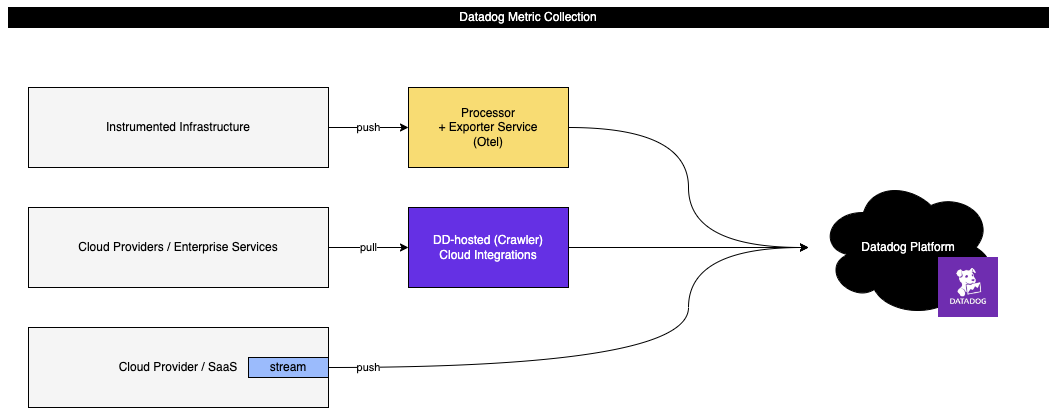 Datadog Metric Collection
Instrumented Infrastructure
push
Processor
+ Exporter Service
(Otel)
Cloud Providers / Enterprise Services
pull
DD-hosted (Crawler)
Cloud Integrations
Datadog Platform
DATADOG
Cloud Provider / SaaS
stream
push